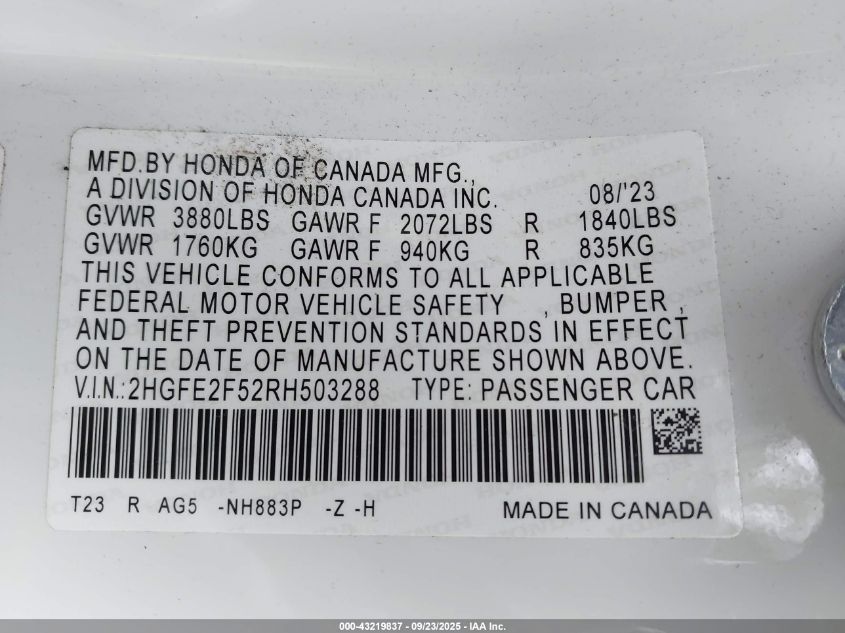 MFD.BY HONDA OF CANADA MFG.,
A DIVISION OF HONDA CANADA INC. 08/'23
GVWR 3880LBS GAWR F 2072LBS R 1840LBS
GVWR 1760KG GAWR F 940KG R 835KG
THIS VEHICLE CONFORMS TO ALL APPLICABLE
FEDERAL MOTOR VEHICLE SAFETY , BUMPER ,
AND THEFT PREVENTION STANDARDS IN EFFECT
ON THE DATE OF MANUFACTURE SHOWN ABOVE.
V.I.N.:2HGFE2F52RH503288 TYPE: PASSENGER CAR
T23 R AG5 -NH883P -Z -H MADE IN CANADA
000-43219837 - 09/23/2025 - IAA Inc.